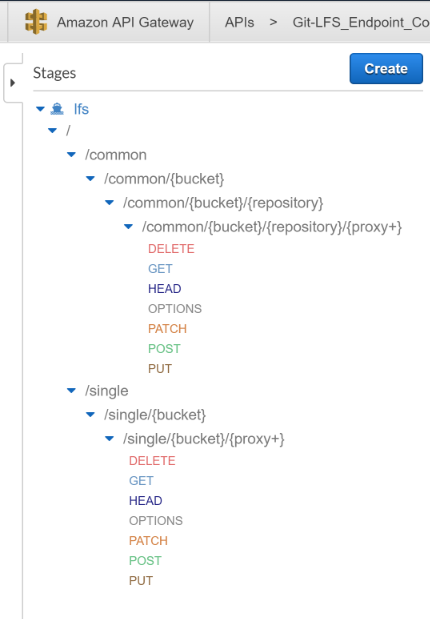 Amazon API Gateway APIs > Git-LFS_Endpoint_Co
Stages Create
lfs
/
/common
/common/{bucket}
/common/{bucket}/{repository}
/common/{bucket}/{repository}/{proxy+}
DELETE
GET
HEAD
OPTIONS
PATCH
POST
PUT
/single
/single/{bucket}
/single/{bucket}/{proxy+}
DELETE
GET
HEAD
OPTIONS
PATCH
POST
PUT